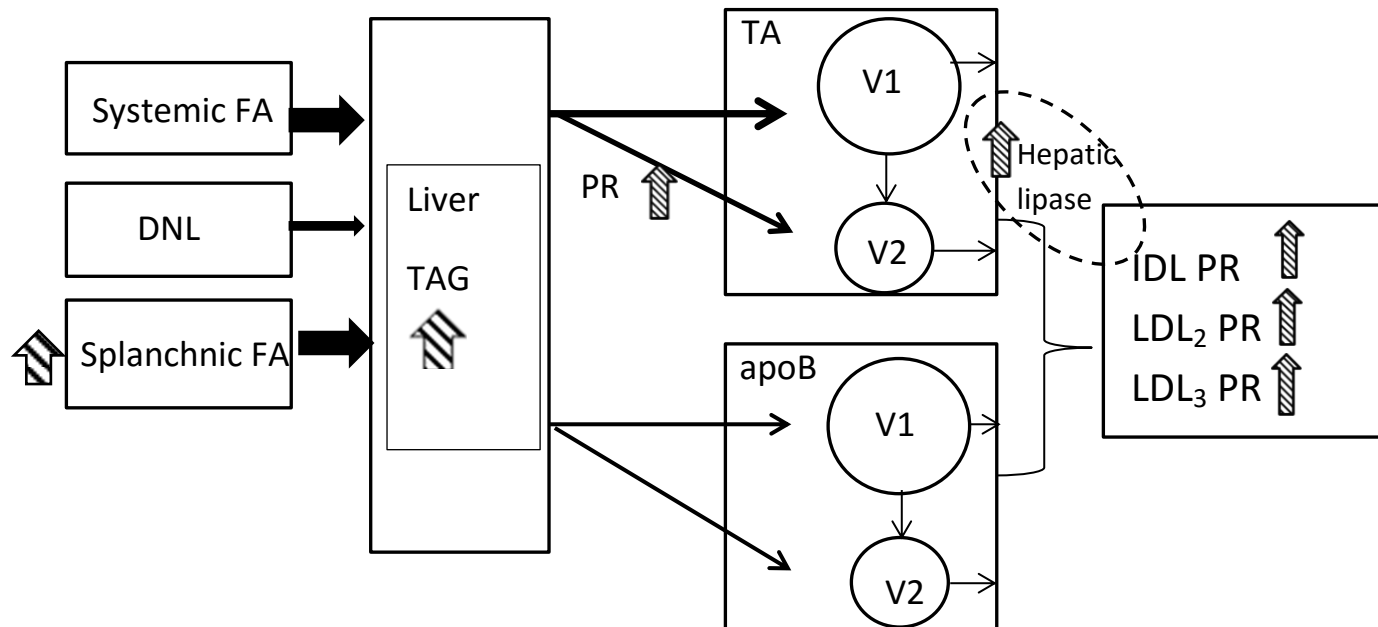 Systemic FA
DNL
Splanchnic FA
Liver
TAG
PR
TA
V1
V2
Hepatic
lipase
apoB
V1
V2
IDL PR
LDL₂ PR
LDL₃ PR